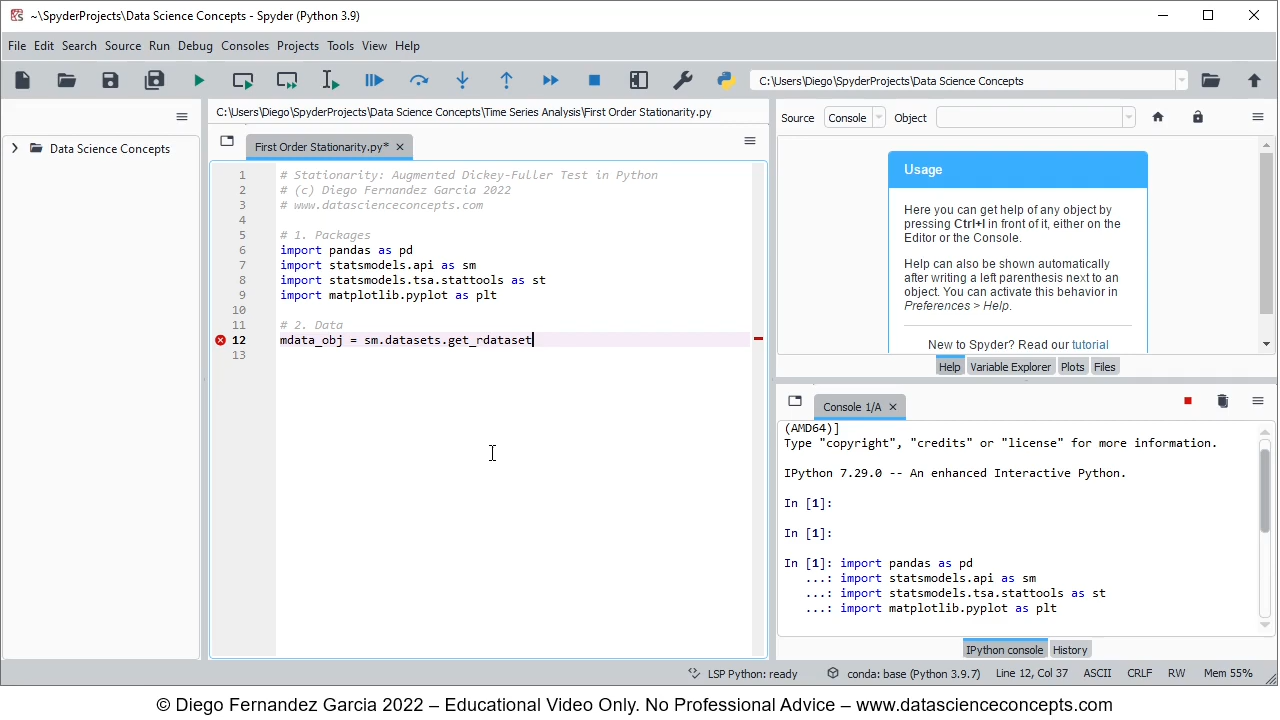 ~\SpyderProjects\Data Science Concepts - Spyder (Python 3.9)
File Edit Search Source Run Debug Consoles Projects Tools View Help
C:\Users\Diego\SpyderProjects\Data Science Concepts
Data Science Concepts
C:\Users\Diego\SpyderProjects\Data Science Concepts\Time Series Analysis\First Order Stationarity.py
First Order Stationarity.py*
1 # Stationarity: Augmented Dickey-Fuller Test in Python
2 # (c) Diego Fernandez Garcia 2022
3 # www.datascienceconcepts.com
4
5 # 1. Packages
6 import pandas as pd
7 import statsmodels.api as sm
8 import statsmodels.tsa.stattools as st
9 import matplotlib.pyplot as plt
10
11 # 2. Data
12 mdata_obj = sm.datasets.get_rdataset
13
Source Console Object
Usage
Here you can get help of any object by
pressing Ctrl+I in front of it, either on the
Editor or the Console.
Help can also be shown automatically
after writing a left parenthesis next to an
object. You can activate this behavior in
Preferences > Help.
New to Spyder? Read our tutorial
Help Variable Explorer Plots Files
Console 1/A
(AMD64)]
Type "copyright", "credits" or "license" for more information.
IPython 7.29.0 -- An enhanced Interactive Python.
In [1]:
In [1]:
In [1]: import pandas as pd
...: import statsmodels.api as sm
...: import statsmodels.tsa.stattools as st
...: import matplotlib.pyplot as plt
IPython console History
LSP Python: ready conda: base (Python 3.9.7) Line 12, Col 37 ASCII CRLF RW Mem 55%
© Diego Fernandez Garcia 2022 – Educational Video Only. No Professional Advice – www.datascienceconcepts.com